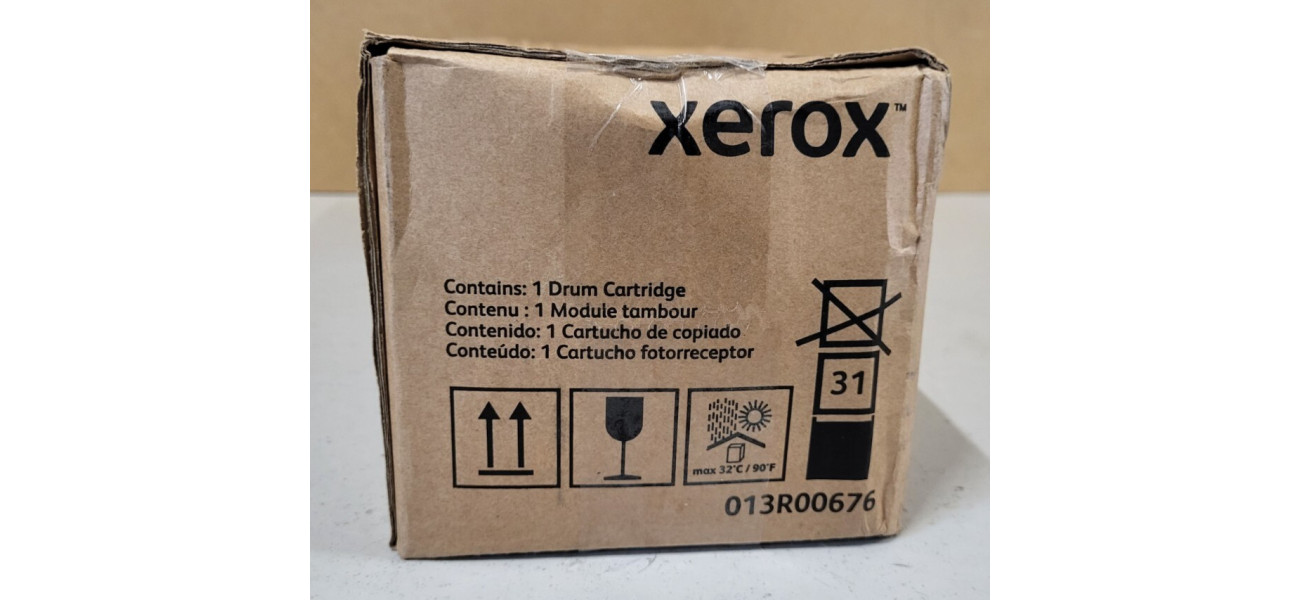 xerox™
Contains: 1 Drum Cartridge
Contenu : 1 Module tambour
Contenido: 1 Cartucho de copiado
Conteúdo: 1 Cartucho fotorreceptor
31
max 32°C / 90°F
013R00676